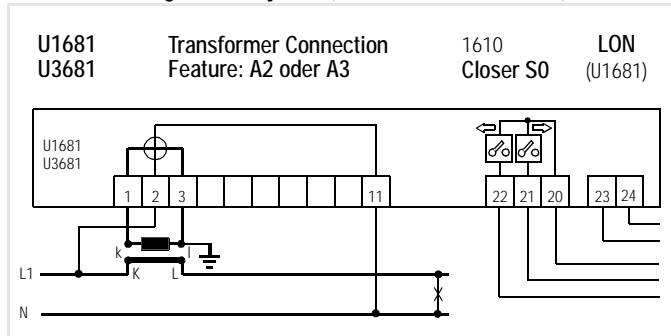 U1681 Transformer Connection 1610 LON
U3681 Feature: A2 oder A3 Closer S0 (U1681)
U1681
U3681
1 2 3 11 22 21 20 23 24
k l
L1 K L
N